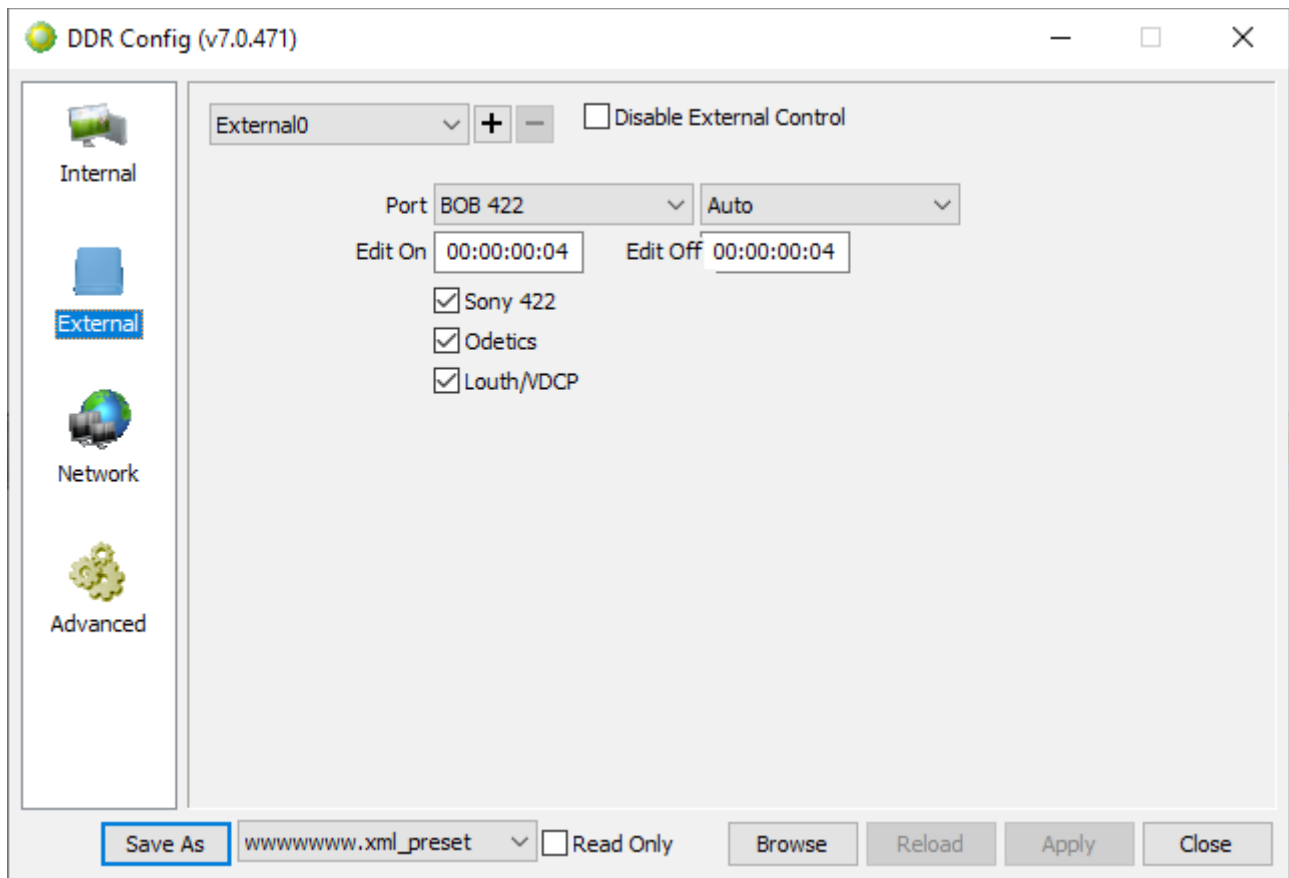 DDR Config (v7.0.471)
External0 + − Disable External Control
Internal
Port BOB 422 Auto
Edit On 00:00:00:04 Edit Off 00:00:00:04
Sony 422
External
Odetics
Louth/VDCP
Network
Advanced
Save As wwwwwww.xml_preset Read Only Browse Reload Apply Close